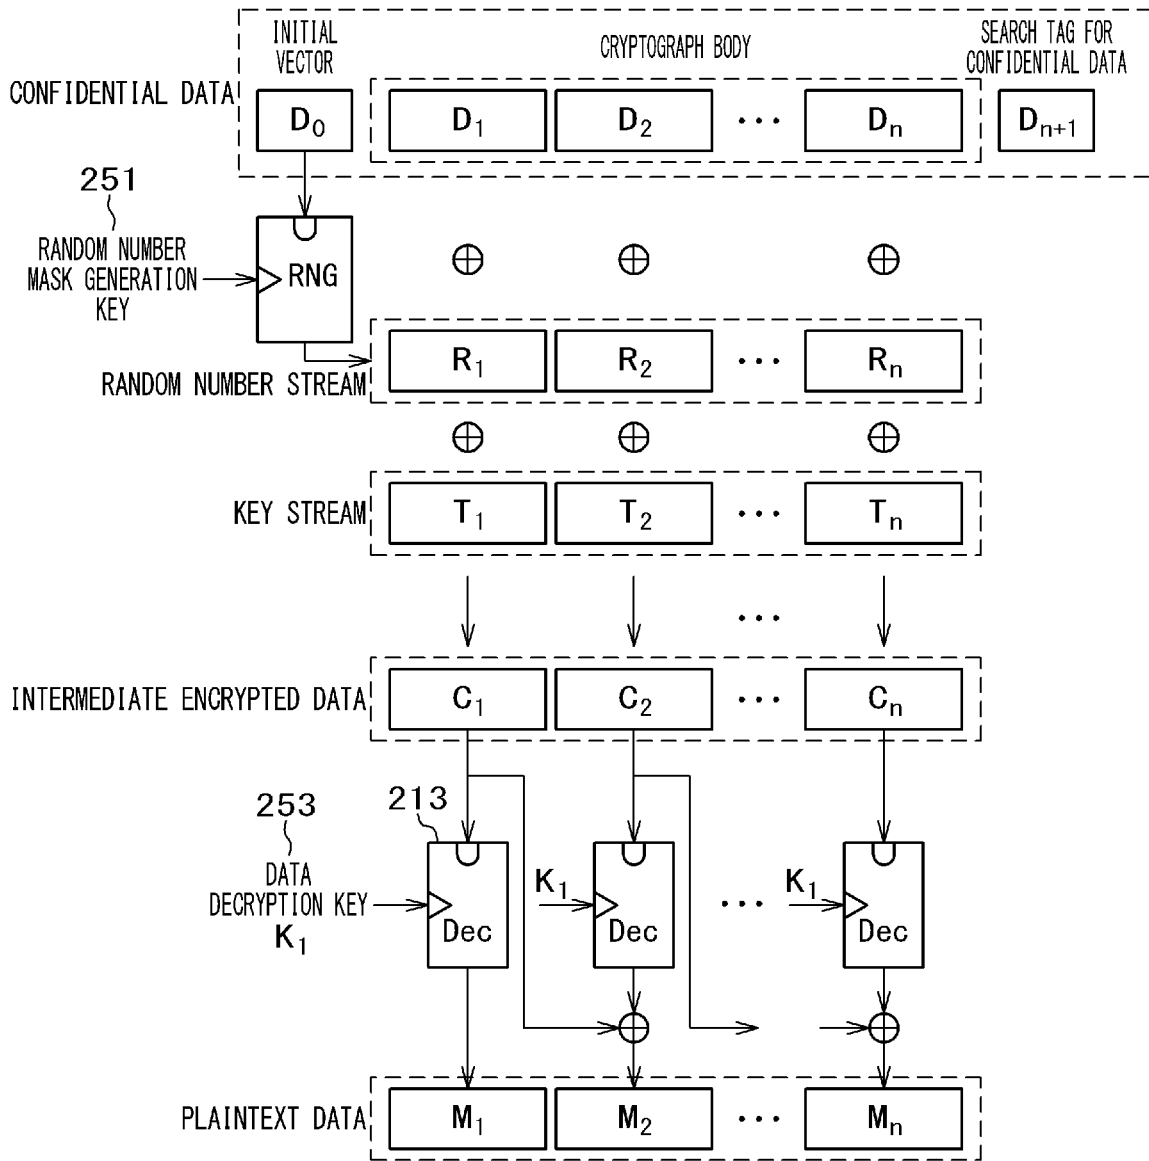 INITIAL
VECTOR
CRYPTOGRAPH BODY
SEARCH TAG FOR
CONFIDENTIAL DATA
CONFIDENTIAL DATA
D0
D1
D2
...
Dn
Dn+1
251
RANDOM NUMBER
MASK GENERATION
KEY
RNG
⊕
⊕
⊕
R1
R2
...
Rn
RANDOM NUMBER STREAM
⊕
⊕
⊕
KEY STREAM
T1
T2
...
Tn
...
INTERMEDIATE ENCRYPTED DATA
C1
C2
...
Cn
253
213
DATA
DECRYPTION KEY
K1
Dec
K1
Dec
...
K1
Dec
⊕
⊕
PLAINTEXT DATA
M1
M2
...
Mn